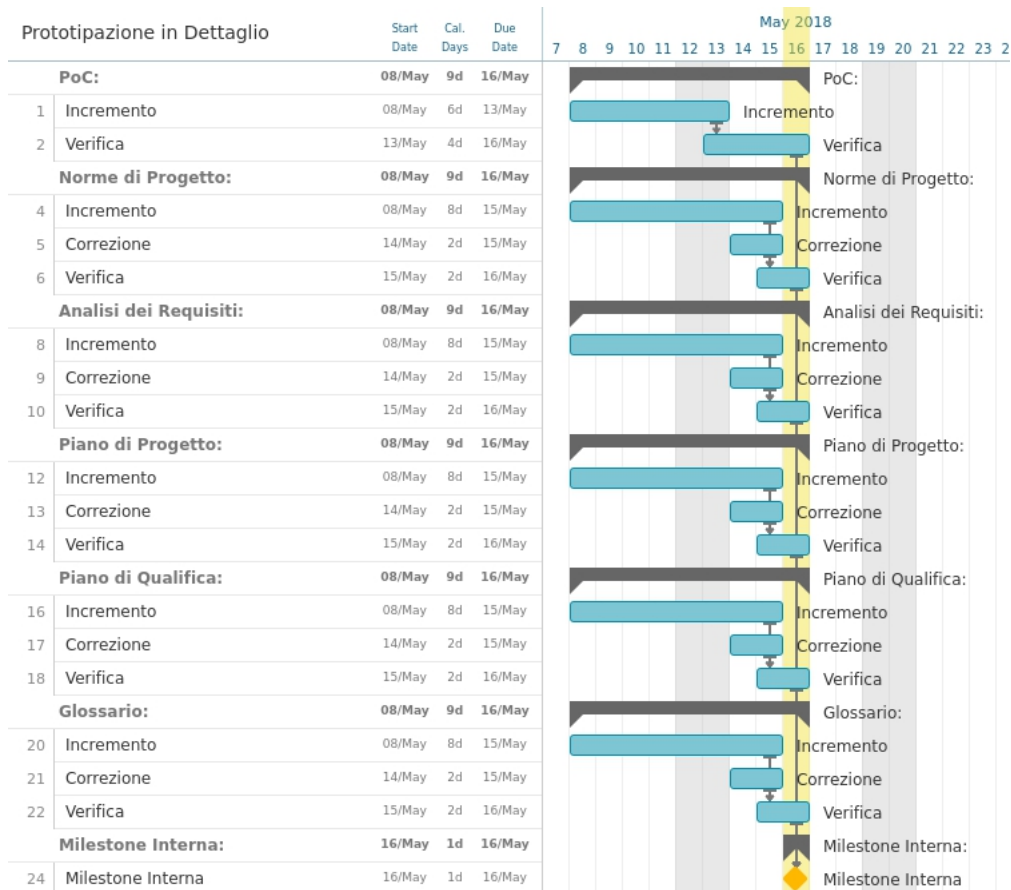 Prototipazione in Dettaglio Start Date Cal. Days Due Date May 2018
7 8 9 10 11 12 13 14 15 16 17 18 19 20 21 22 23 2
PoC: 08/May 9d 16/May PoC:
1 Incremento 08/May 6d 13/May Incremento
2 Verifica 13/May 4d 16/May Verifica
Norme di Progetto: 08/May 9d 16/May Norme di Progetto:
4 Incremento 08/May 8d 15/May Incremento
5 Correzione 14/May 2d 15/May Correzione
6 Verifica 15/May 2d 16/May Verifica
Analisi dei Requisiti: 08/May 9d 16/May Analisi dei Requisiti:
8 Incremento 08/May 8d 15/May Incremento
9 Correzione 14/May 2d 15/May Correzione
10 Verifica 15/May 2d 16/May Verifica
Piano di Progetto: 08/May 9d 16/May Piano di Progetto:
12 Incremento 08/May 8d 15/May Incremento
13 Correzione 14/May 2d 15/May Correzione
14 Verifica 15/May 2d 16/May Verifica
Piano di Qualifica: 08/May 9d 16/May Piano di Qualifica:
16 Incremento 08/May 8d 15/May Incremento
17 Correzione 14/May 2d 15/May Correzione
18 Verifica 15/May 2d 16/May Verifica
Glossario: 08/May 9d 16/May Glossario:
20 Incremento 08/May 8d 15/May Incremento
21 Correzione 14/May 2d 15/May Correzione
22 Verifica 15/May 2d 16/May Verifica
Milestone Interna: 16/May 1d 16/May Milestone Interna:
24 Milestone Interna 16/May 1d 16/May Milestone Interna